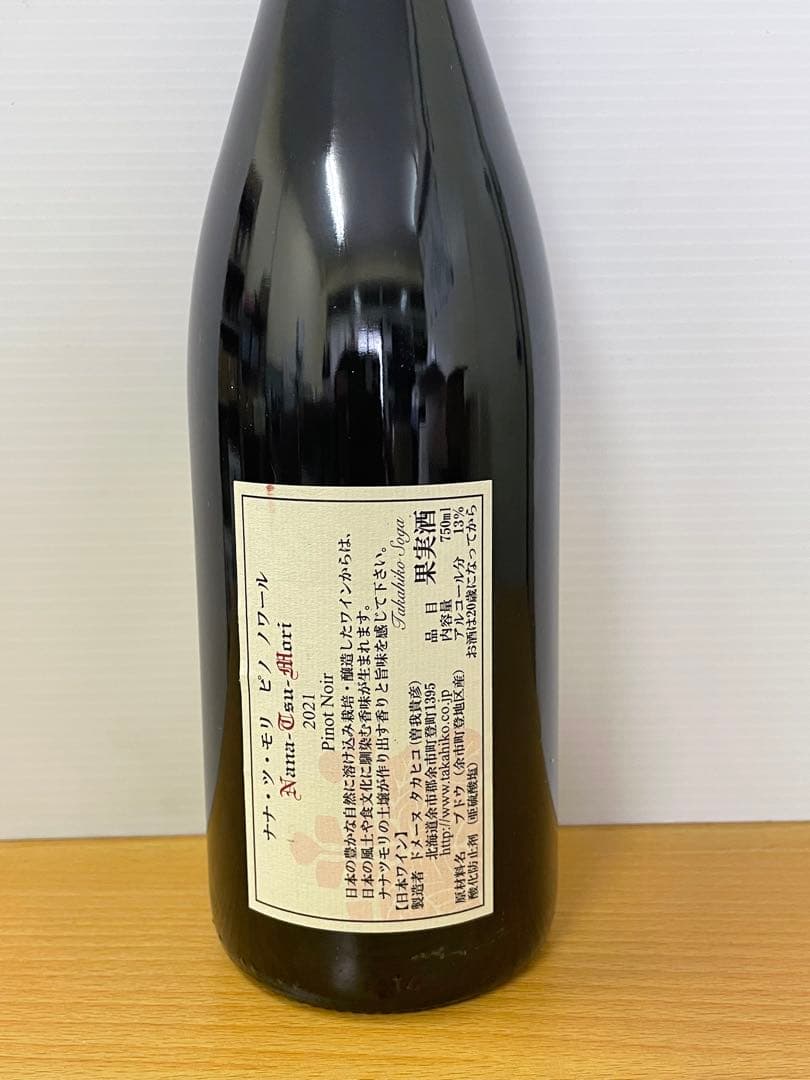 ナナ・ツ・モリ ピノ ノワール
Nana-Tsu-Mori
2021
Pinot Noir
日本の豊かな自然に溶け込み栽培・醸造したワインからは、
日本の風土や食文化に馴染む香味が生まれます。
ナナツモリの土壌が作り出す香りと旨味を感じて下さい。
Takahiko Soga
【日本ワイン】
製造者 ドメーヌ タカヒコ(曽我貴彦)
北海道余市郡余市町登町1395
http://www.takahiko.co.jp
原材料名 ブドウ(余市町登地区産)
酸化防止剤(亜硫酸塩)
品目 果実酒
内容量 750ml
アルコール分 13%
お酒は20歳になってから